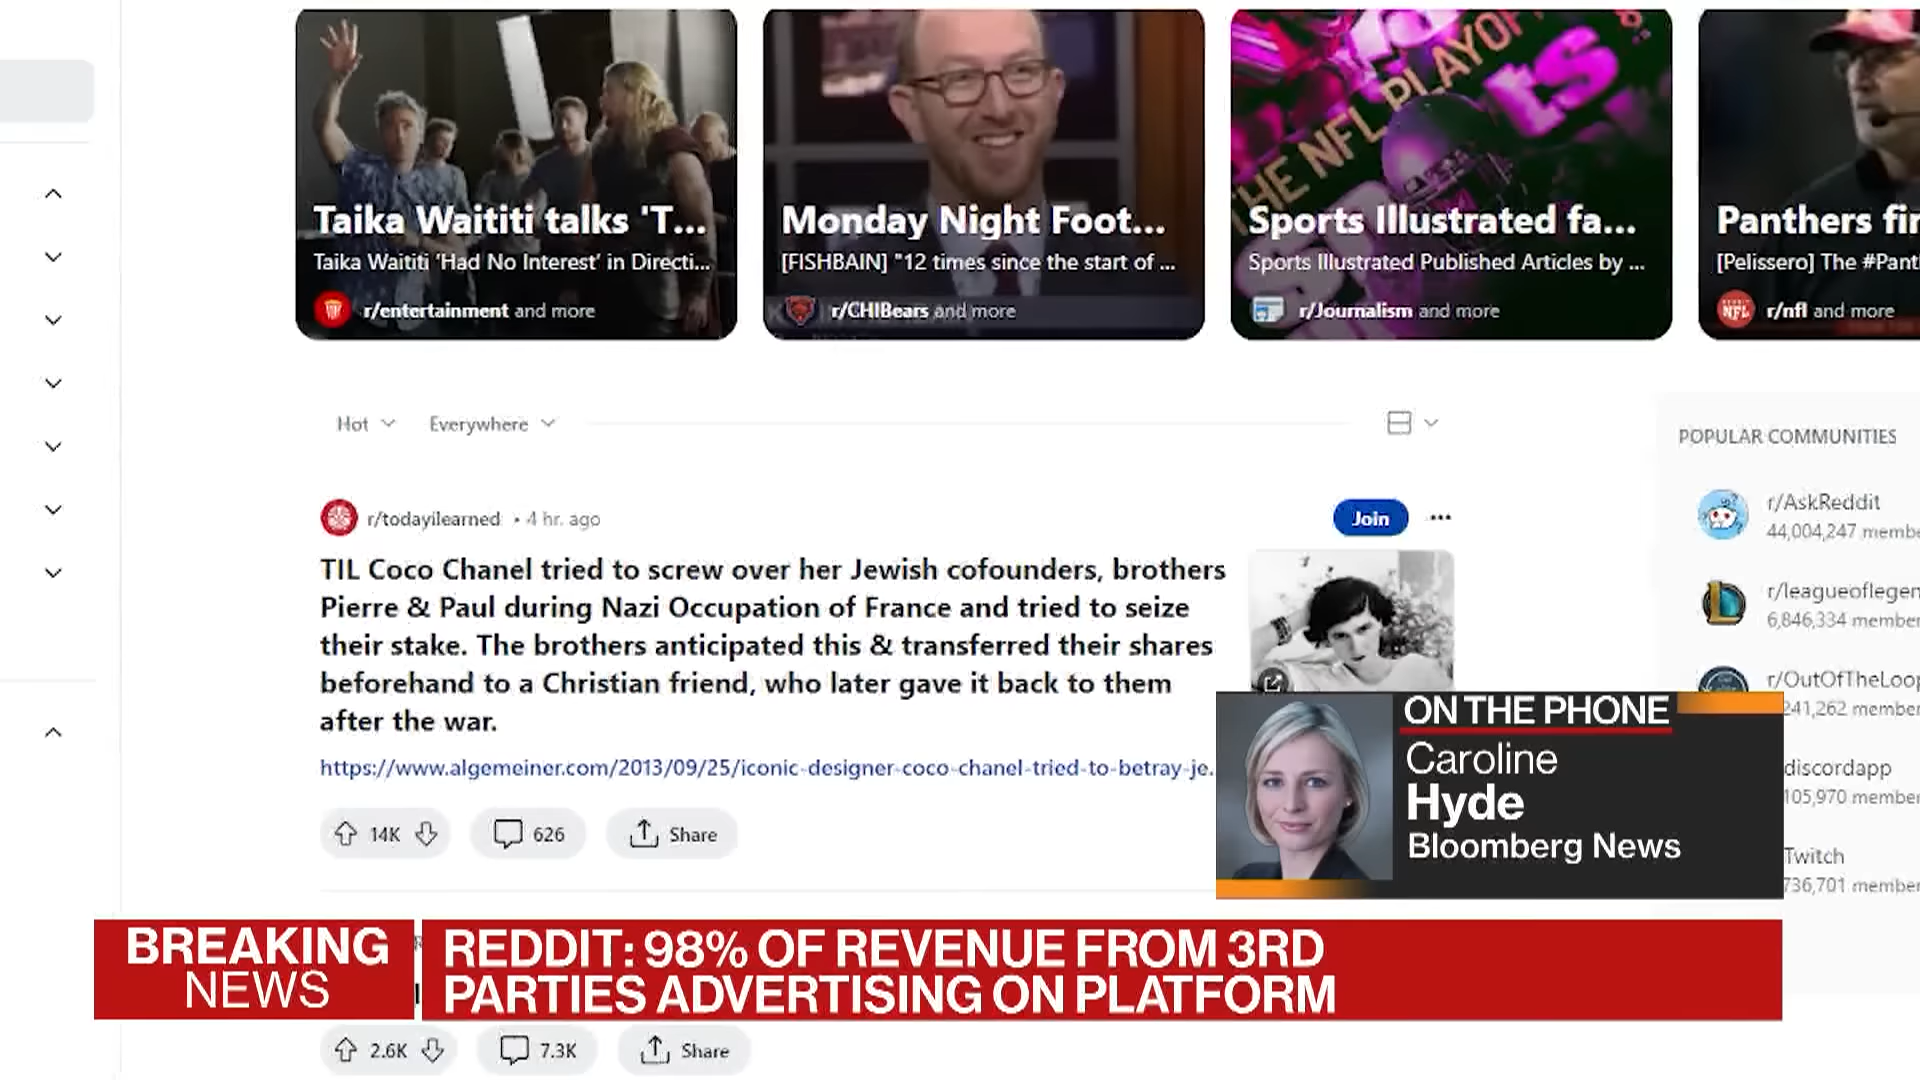 THE NFL PLAYOF
Taika Waititi talks 'T...
Taika Waititi 'Had No Interest' in Directi...
r/entertainment and more
Monday Night Foot...
[FISHBAIN] "12 times since the start of ...
r/CHIBears and more
Sports Illustrated fa...
Sports Illustrated Published Articles by ...
r/Journalism and more
Panthers fir
[Pelissero] The #Pant
NFL
r/nfl and more
Hot
Everywhere
POPULAR COMMUNITIES
r/AskReddit
44,004,247 membe
r/leagueoflegen
6,846,334 member
r/OutOfTheLoop
241,262 member
discordapp
105,970 member
Twitch
736,701 member
r/todayilearned • 4 hr. ago
Join
TIL Coco Chanel tried to screw over her Jewish cofounders, brothers
Pierre & Paul during Nazi Occupation of France and tried to seize
their stake. The brothers anticipated this & transferred their shares
beforehand to a Christian friend, who later gave it back to them
after the war.
https://www.algemeiner.com/2013/09/25/iconic-designer-coco-chanel-tried-to-betray-je.
14K
626
Share
ON THE PHONE
Caroline
Hyde
Bloomberg News
BREAKING
NEWS
REDDIT: 98% OF REVENUE FROM 3RD
PARTIES ADVERTISING ON PLATFORM
2.6K
7.3K
Share